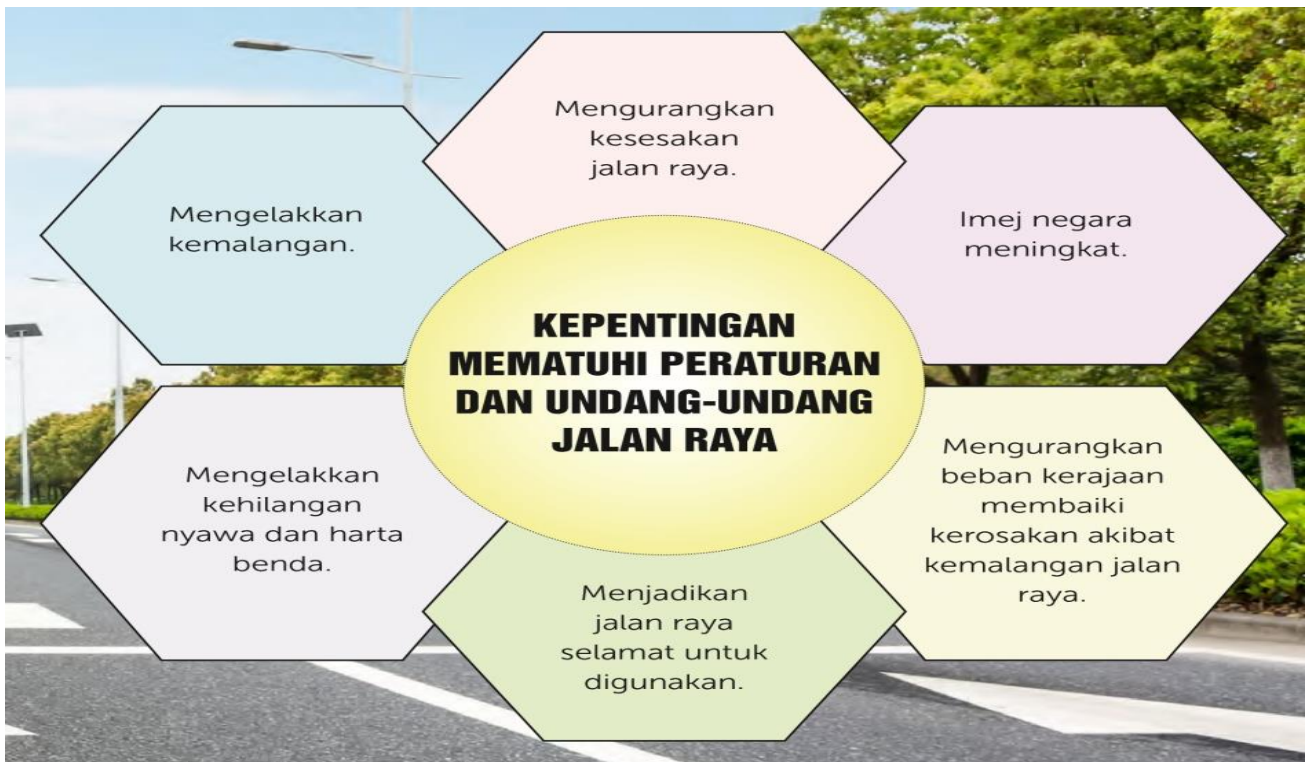 Mengurangkan
kesesakan
jalan raya.
Mengelakkan
kemalangan.
Imej negara
meningkat.
KEPENTINGAN
MEMATUHI PERATURAN
DAN UNDANG-UNDANG
JALAN RAYA
Mengelakkan
kehilangan
nyawa dan harta
benda.
Mengurangkan
beban kerajaan
membaiki
kerosakan akibat
kemalangan jalan
raya.
Menjadikan
jalan raya
selamat untuk
digunakan.